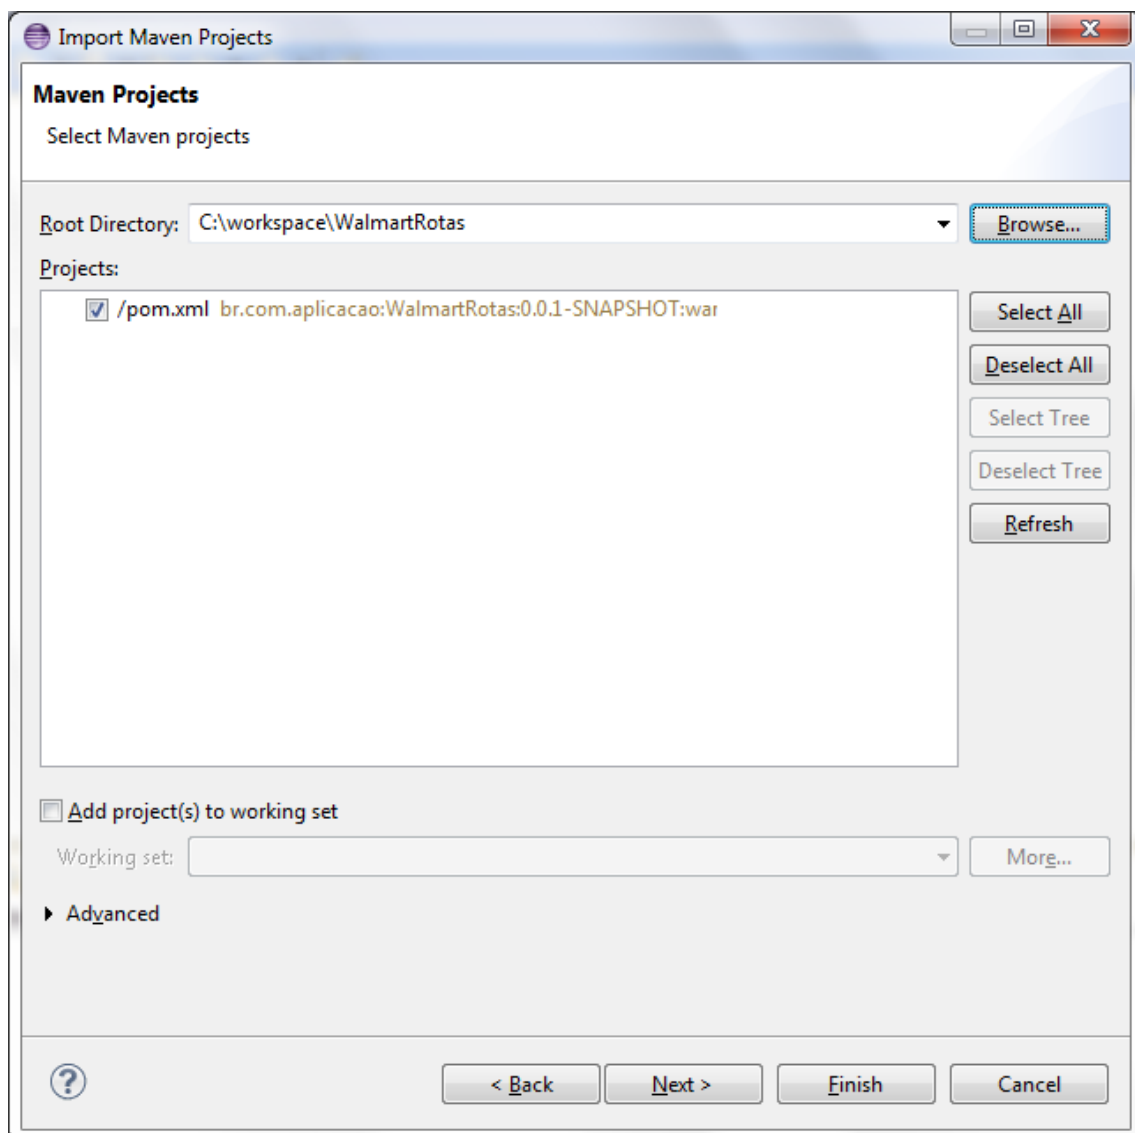 Import Maven Projects
Maven Projects
Select Maven projects
Root Directory: C:\workspace\WalmartRotas Browse...
Projects:
/pom.xml br.com.aplicacao:WalmartRotas:0.0.1-SNAPSHOT:war
Select All
Deselect All
Select Tree
Deselect Tree
Refresh
Add project(s) to working set
Working set: More...
Advanced
? < Back Next > Finish Cancel